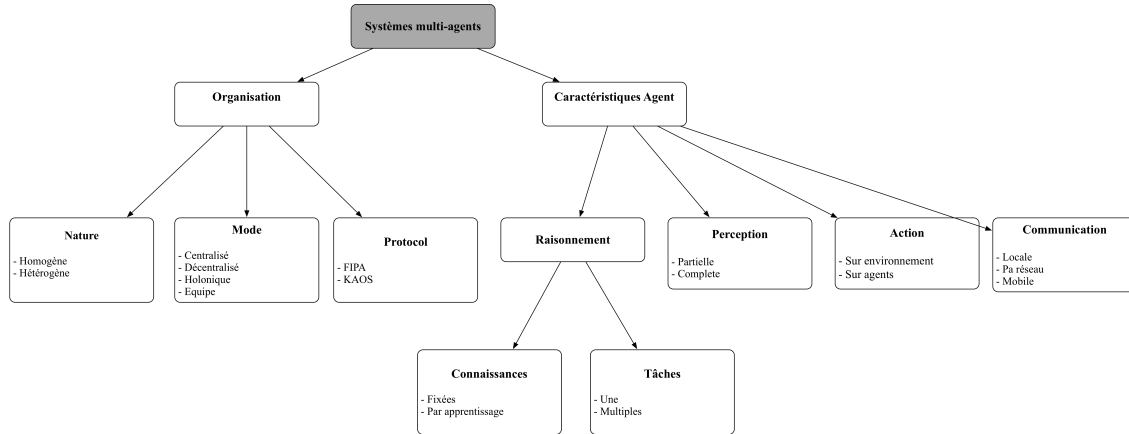 Systèmes multi-agents
Organisation
Caractéristiques Agent
Nature
- Homogène
- Hétérogène
Mode
- Centralisé
- Décentralisé
- Holonique
- Equipe
Protocol
- FIPA
- KAOS
Raisonnement
Perception
- Partielle
- Complete
Action
- Sur environnement
- Sur agents
Communication
- Locale
- Pa réseau
- Mobile
Connaissances
- Fixées
- Par apprentissage
Tâches
- Une
- Multiples